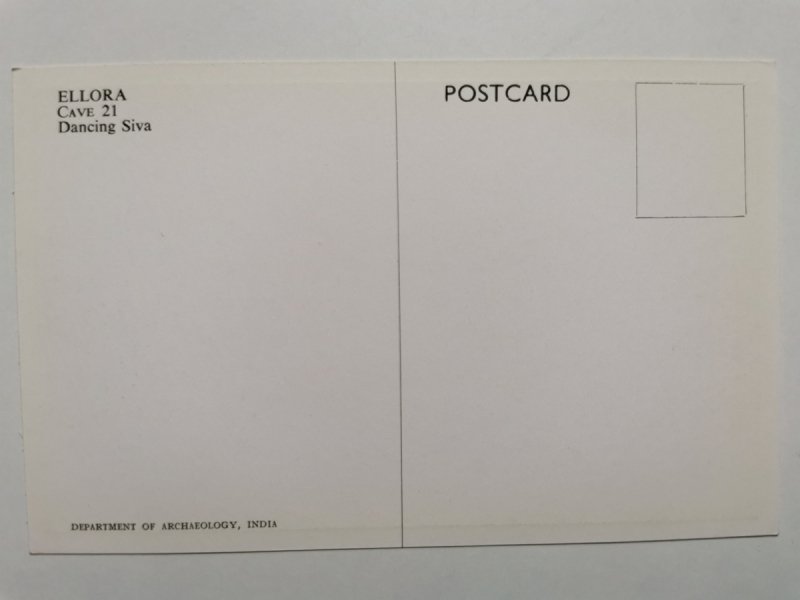 ELLORA
CAVE 21
Dancing Siva
POSTCARD
DEPARTMENT OF ARCHAEOLOGY, INDIA